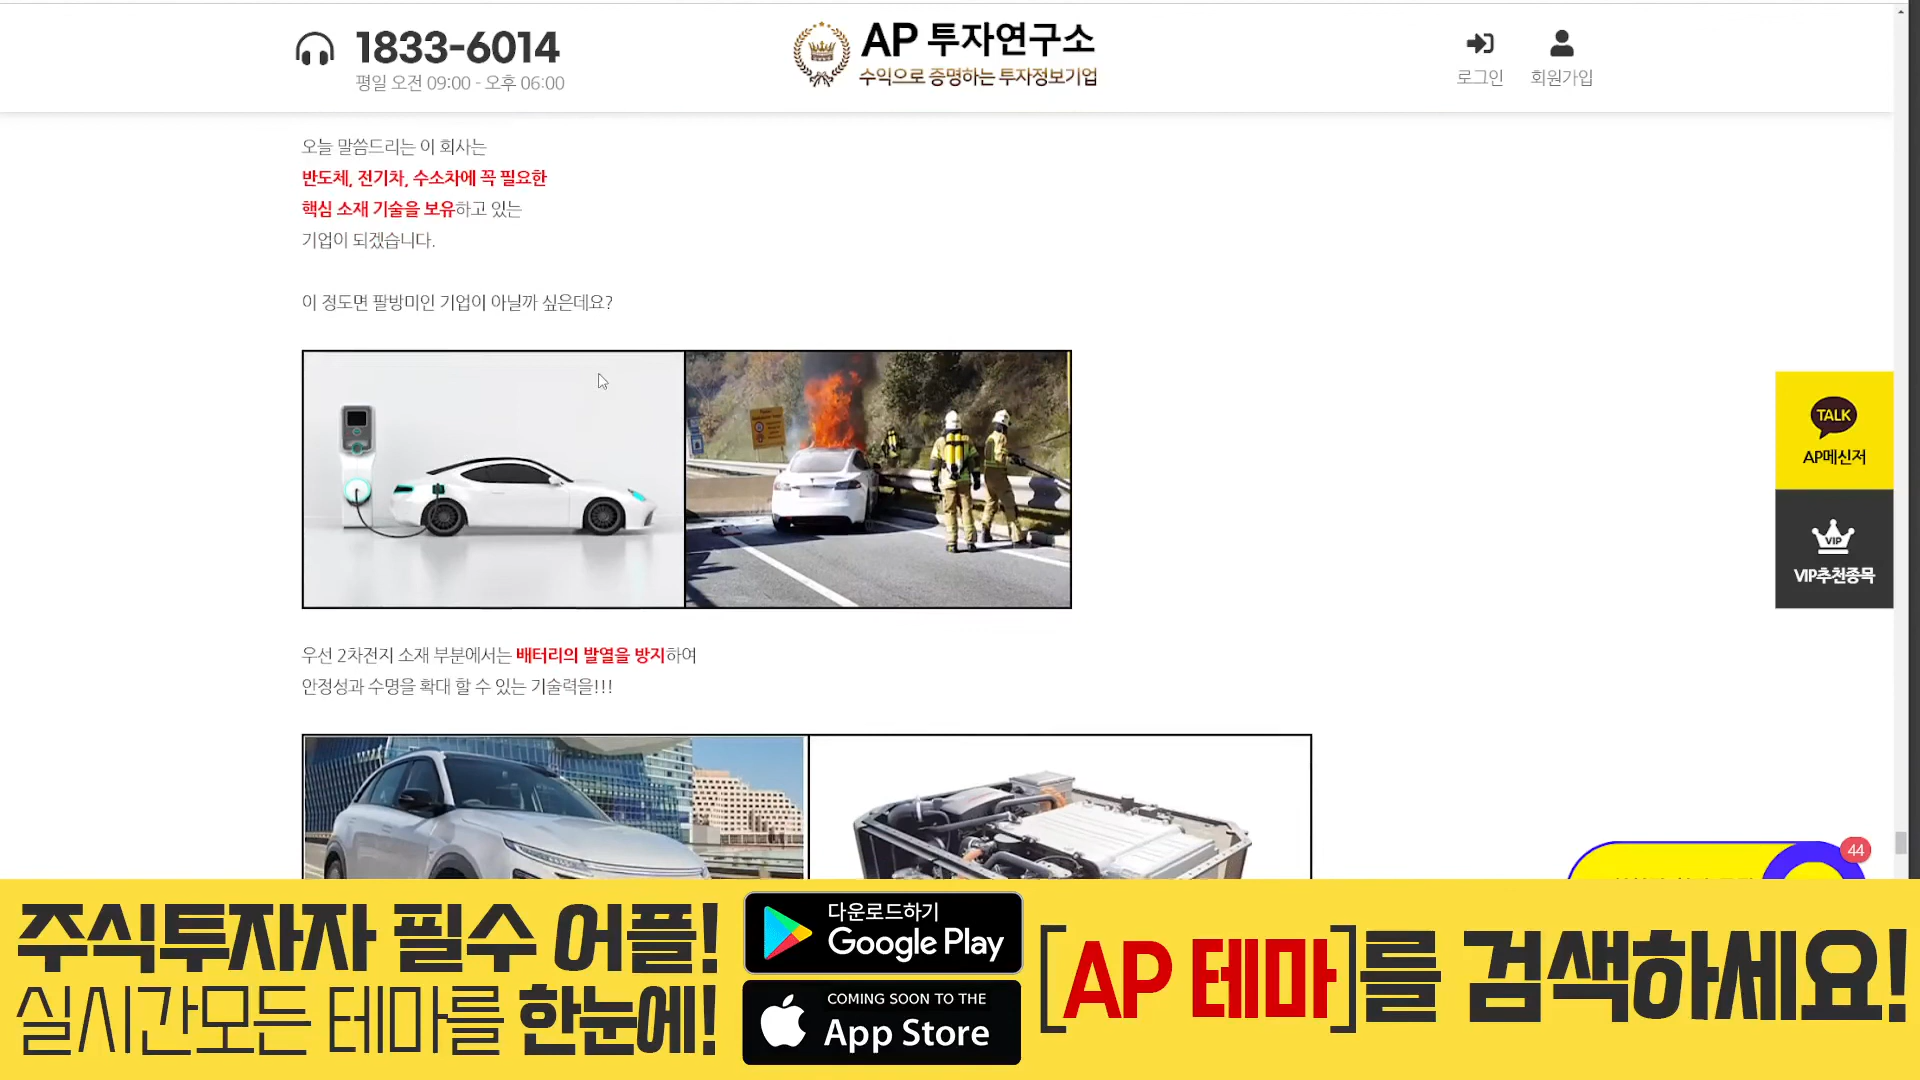 1833-6014
평일 오전 09:00 - 오후 06:00
AP 투자연구소
수익으로 증명하는 투자정보기업
로그인
회원가입
오늘 말씀드리는 이 회사는
반도체, 전기차, 수소차에 꼭 필요한
핵심 소재 기술을 보유하고 있는
기업이 되겠습니다.
이 정도면 팔방미인 기업이 아닐까 싶은데요?
TALK
AP메신저
VIP
VIP추천종목
우선 2차전지 소재 부분에서는 배터리의 발열을 방지하여
안정성과 수명을 확대 할 수 있는 기술력을!!!
44
주식투자자 필수 어플!
실시간모든 테마를 한눈에!
다운로드하기
Google Play
COMING SOON TO THE
App Store
[AP 테마]를 검색하세요!